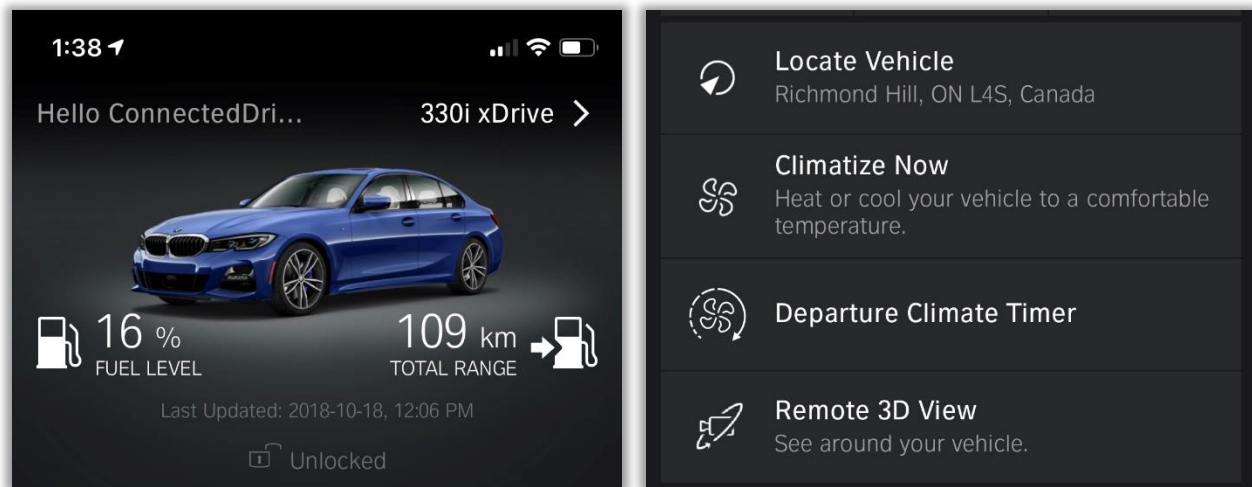 1:38
Hello ConnectedDri...
330i xDrive
16 %
FUEL LEVEL
109 km
TOTAL RANGE
Last Updated: 2018-10-18, 12:06 PM
Unlocked
Locate Vehicle
Richmond Hill, ON L4S, Canada
Climatize Now
Heat or cool your vehicle to a comfortable
temperature.
Departure Climate Timer
Remote 3D View
See around your vehicle.